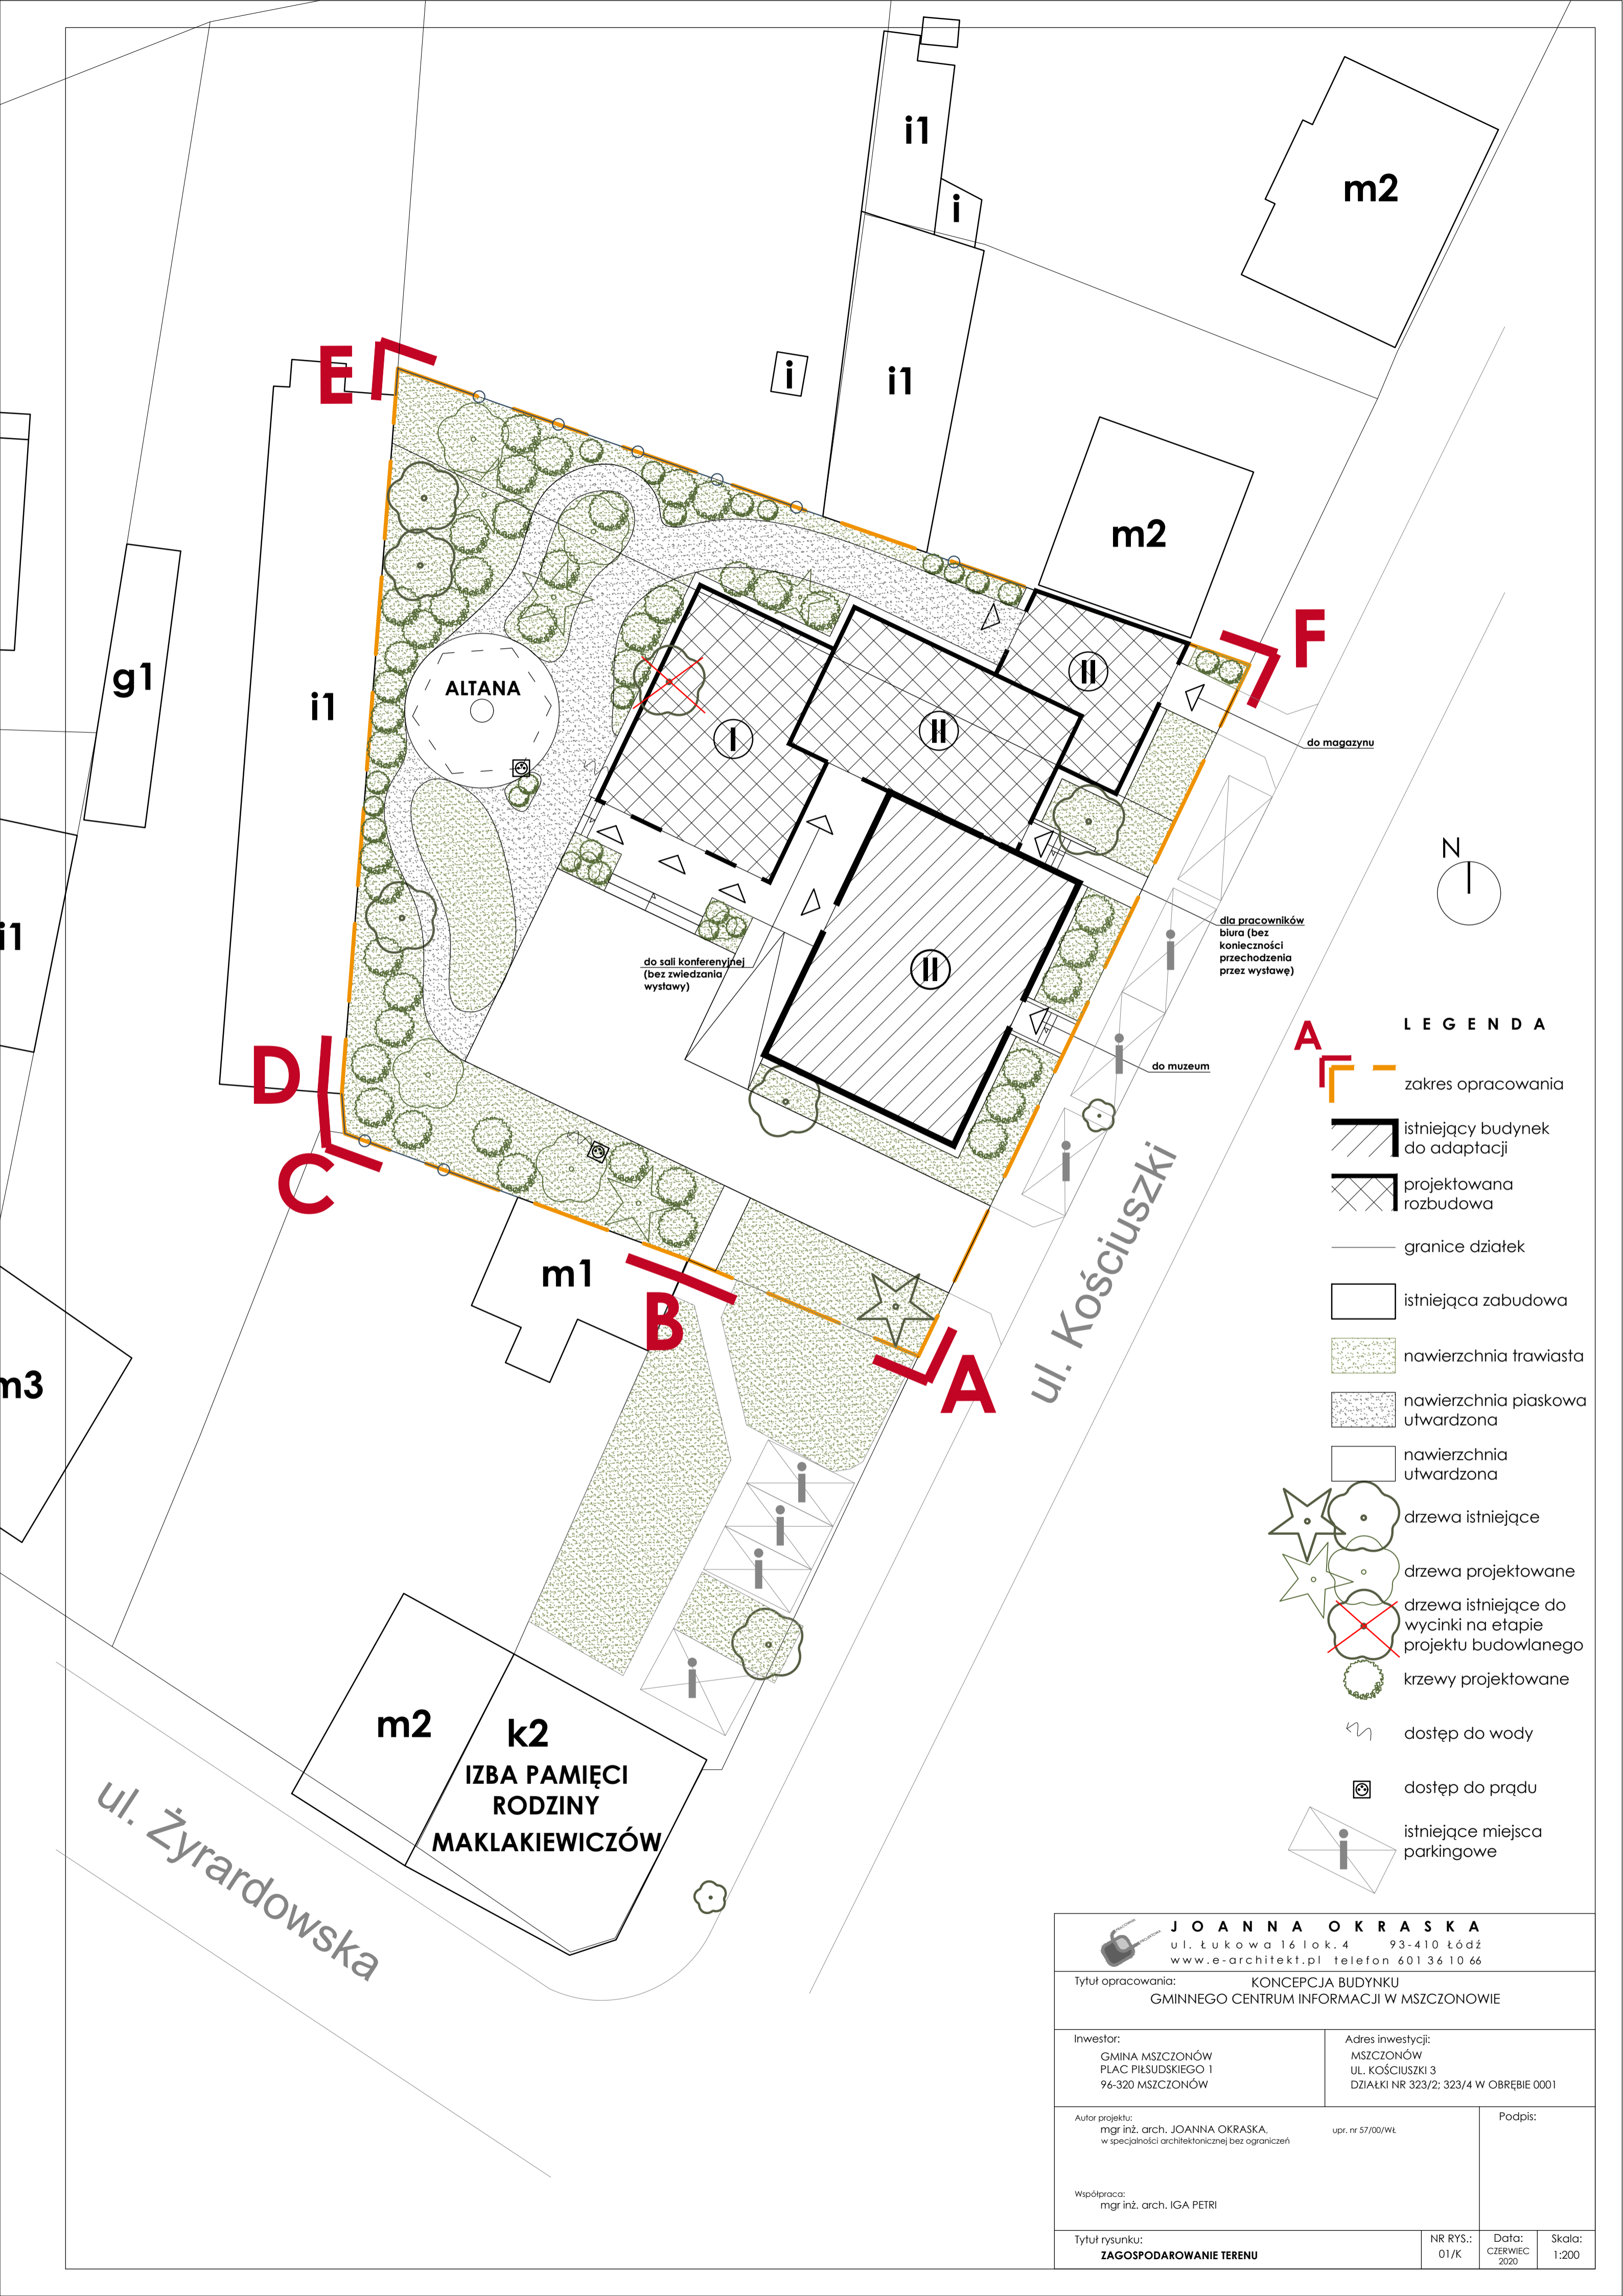 i1
i
m2
E
i
i1
m2
F
g1
i1
ALTANA
I
II
II
do magazynu
N
i1
dla pracowników
biura (bez
konieczności
przechodzenia
przez wystawę)
do sali konferenyjnej
(bez zwiedzania
wystawy)
II
i
i
i
do muzeum
D
C
m1
B
A
ul. Kościuszki
m3
i
i
i
i
m2
k2
IZBA PAMIĘCI
RODZINY
MAKLAKIEWICZÓW
ul. Żyrardowska
LEGENDA
A
zakres opracowania
istniejący budynek
do adaptacji
projektowana
rozbudowa
granice działek
istniejąca zabudowa
nawierzchnia trawiasta
nawierzchnia piaskowa
utwardzona
nawierzchnia
utwardzona
drzewa istniejące
drzewa projektowane
drzewa istniejące do
wycinki na etapie
projektu budowlanego
krzewy projektowane
dostęp do wody
dostęp do prądu
i
istniejące miejsca
parkingowe
JOANNA OKRASKA
ul. Łukowa 16 lok. 4 93-410 Łódź
www.e-architekt.pl telefon 601 36 10 66
Tytuł opracowania: KONCEPCJA BUDYNKU
GMINNEGO CENTRUM INFORMACJI W MSZCZONOWIE
Inwestor:
GMINA MSZCZONÓW
PLAC PIŁSUDSKIEGO 1
96-320 MSZCZONÓW
Adres inwestycji:
MSZCZONÓW
UL. KOŚCIUSZKI 3
DZIAŁKI NR 323/2; 323/4 W OBRĘBIE 0001
Autor projektu:
mgr inż. arch. JOANNA OKRASKA. upr. nr 57/00/WŁ
w specjalności architektonicznej bez ograniczeń
Podpis:
Współpraca:
mgr inż. arch. IGA PETRI
Tytuł rysunku:
ZAGOSPODAROWANIE TERENU
NR RYS.:
01/K
Data:
CZERWIEC
2020
Skala:
1:200